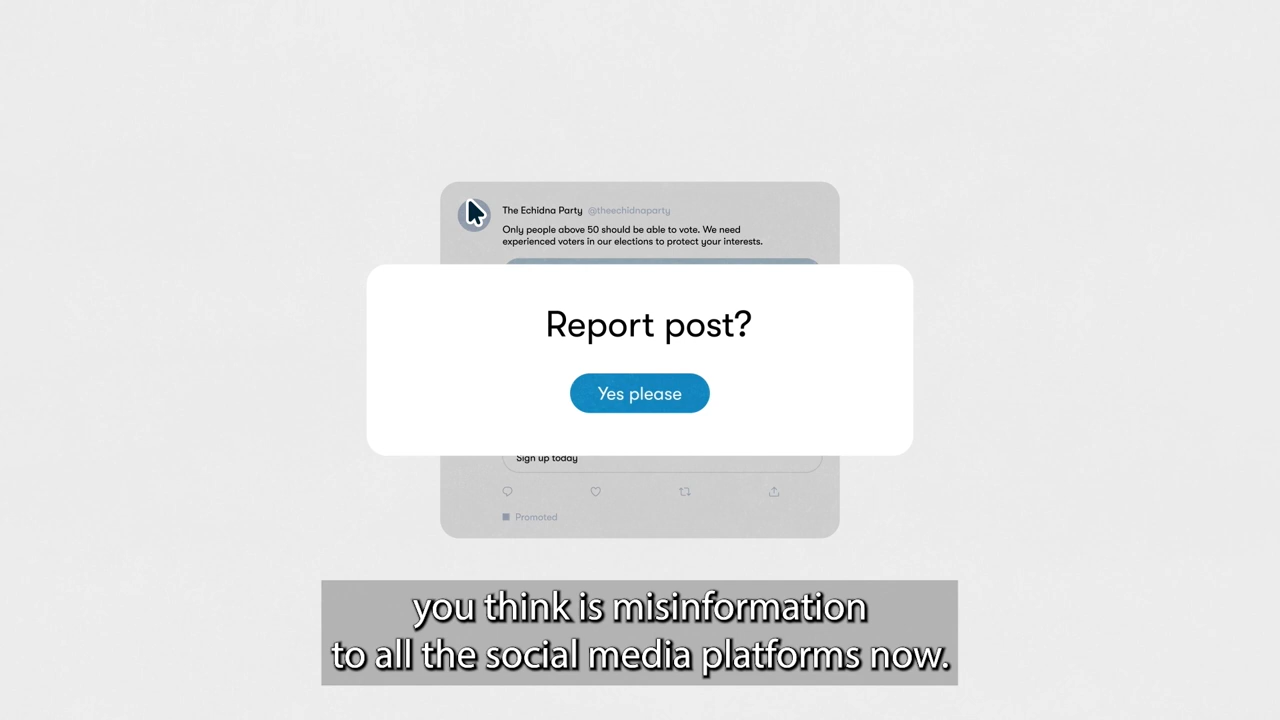 The Echidna Party @theechidnaparty
Only people above 50 should be able to vote. We need
experienced voters in our elections to protect your interests.
Report post?
Yes please
Sign up today
Promoted
you think is misinformation
to all the social media platforms now.